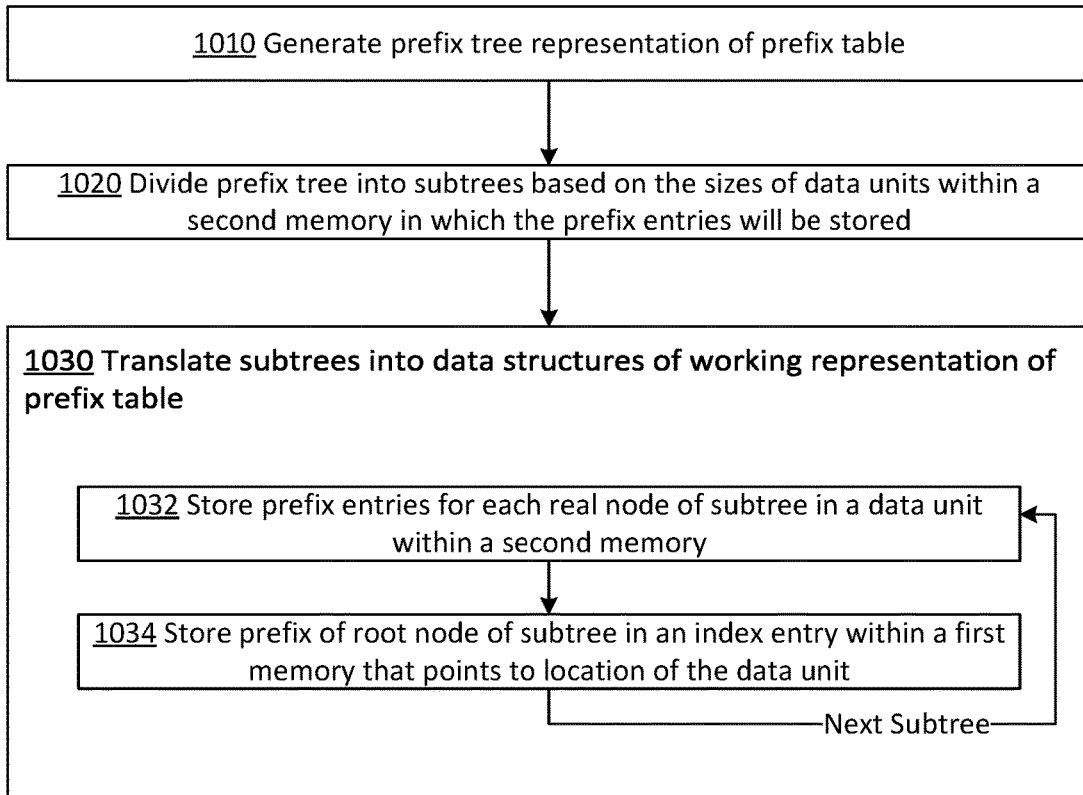 1010 Generate prefix tree representation of prefix table
1020 Divide prefix tree into subtrees based on the sizes of data units within a
second memory in which the prefix entries will be stored
1030 Translate subtrees into data structures of working representation of
prefix table
1032 Store prefix entries for each real node of subtree in a data unit
within a second memory
1034 Store prefix of root node of subtree in an index entry within a first
memory that points to location of the data unit
Next Subtree